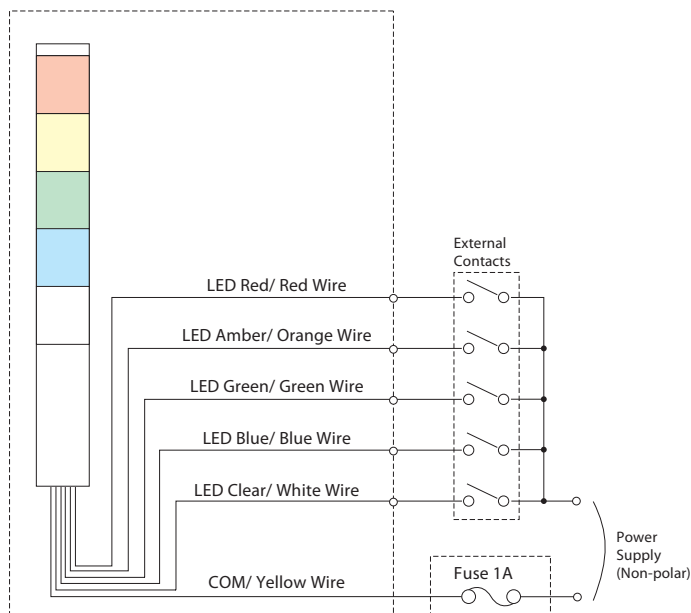 External
Contacts
LED Red/ Red Wire
LED Amber/ Orange Wire
LED Green/ Green Wire
LED Blue/ Blue Wire
LED Clear/ White Wire
Power
Supply
(Non-polar)
Fuse 1A
COM/ Yellow Wire